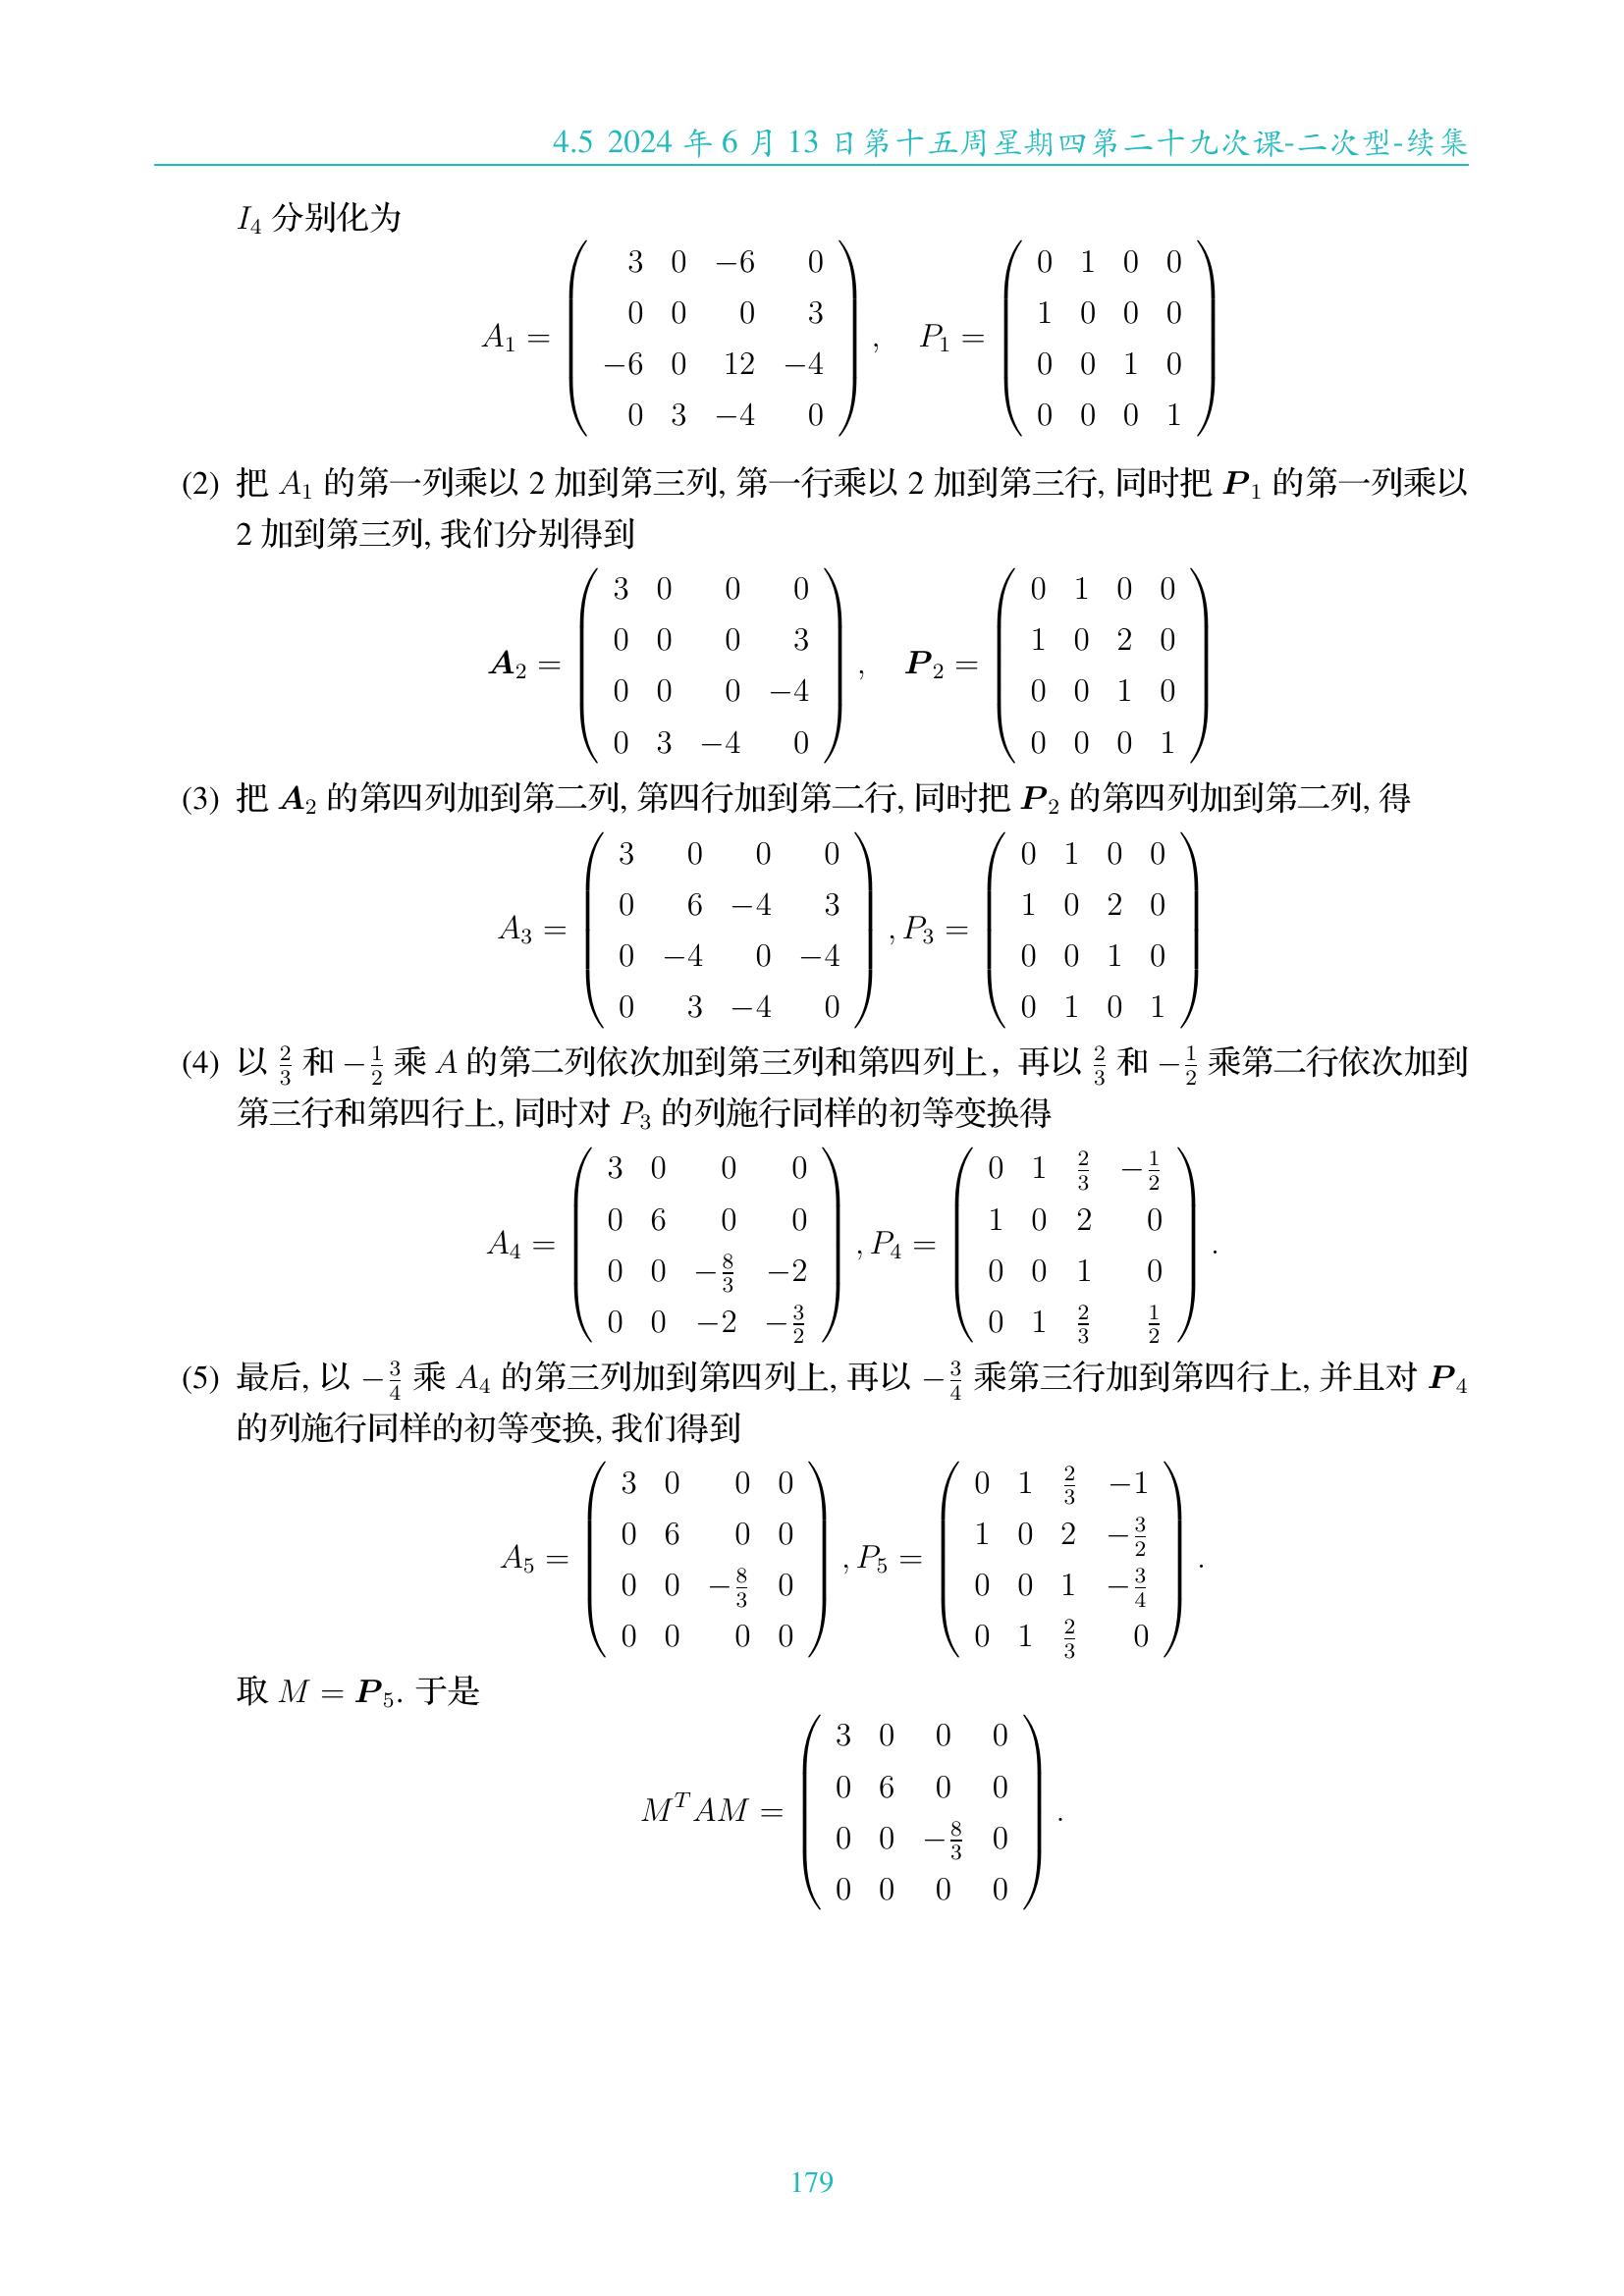 4.5 2024 年 6 月 13 日第十五周星期四第二十九次课-二次型-续集
$I_4$ 分别化为
$$A_1 = \begin{pmatrix} 3 & 0 & -6 & 0 \\ 0 & 0 & 0 & 3 \\ -6 & 0 & 12 & -4 \\ 0 & 3 & -4 & 0 \end{pmatrix}, \quad P_1 = \begin{pmatrix} 0 & 1 & 0 & 0 \\ 1 & 0 & 0 & 0 \\ 0 & 0 & 1 & 0 \\ 0 & 0 & 0 & 1 \end{pmatrix}$$
(2) 把 $A_1$ 的第一列乘以 2 加到第三列, 第一行乘以 2 加到第三行, 同时把 $\boldsymbol{P}_1$ 的第一列乘以
2 加到第三列, 我们分别得到
$$\boldsymbol{A}_2 = \begin{pmatrix} 3 & 0 & 0 & 0 \\ 0 & 0 & 0 & 3 \\ 0 & 0 & 0 & -4 \\ 0 & 3 & -4 & 0 \end{pmatrix}, \quad \boldsymbol{P}_2 = \begin{pmatrix} 0 & 1 & 0 & 0 \\ 1 & 0 & 2 & 0 \\ 0 & 0 & 1 & 0 \\ 0 & 0 & 0 & 1 \end{pmatrix}$$
(3) 把 $\boldsymbol{A}_2$ 的第四列加到第二列, 第四行加到第二行, 同时把 $\boldsymbol{P}_2$ 的第四列加到第二列, 得
$$A_3 = \begin{pmatrix} 3 & 0 & 0 & 0 \\ 0 & 6 & -4 & 3 \\ 0 & -4 & 0 & -4 \\ 0 & 3 & -4 & 0 \end{pmatrix}, P_3 = \begin{pmatrix} 0 & 1 & 0 & 0 \\ 1 & 0 & 2 & 0 \\ 0 & 0 & 1 & 0 \\ 0 & 1 & 0 & 1 \end{pmatrix}$$
(4) 以 $\frac{2}{3}$ 和 $-\frac{1}{2}$ 乘 $A$ 的第二列依次加到第三列和第四列上，再以 $\frac{2}{3}$ 和 $-\frac{1}{2}$ 乘第二行依次加到
第三行和第四行上, 同时对 $P_3$ 的列施行同样的初等变换得
$$A_4 = \begin{pmatrix} 3 & 0 & 0 & 0 \\ 0 & 6 & 0 & 0 \\ 0 & 0 & -\frac{8}{3} & -2 \\ 0 & 0 & -2 & -\frac{3}{2} \end{pmatrix}, P_4 = \begin{pmatrix} 0 & 1 & \frac{2}{3} & -\frac{1}{2} \\ 1 & 0 & 2 & 0 \\ 0 & 0 & 1 & 0 \\ 0 & 1 & \frac{2}{3} & \frac{1}{2} \end{pmatrix}.$$
(5) 最后, 以 $-\frac{3}{4}$ 乘 $A_4$ 的第三列加到第四列上, 再以 $-\frac{3}{4}$ 乘第三行加到第四行上, 并且对 $\boldsymbol{P}_4$
的列施行同样的初等变换, 我们得到
$$A_5 = \begin{pmatrix} 3 & 0 & 0 & 0 \\ 0 & 6 & 0 & 0 \\ 0 & 0 & -\frac{8}{3} & 0 \\ 0 & 0 & 0 & 0 \end{pmatrix}, P_5 = \begin{pmatrix} 0 & 1 & \frac{2}{3} & -1 \\ 1 & 0 & 2 & -\frac{3}{2} \\ 0 & 0 & 1 & -\frac{3}{4} \\ 0 & 1 & \frac{2}{3} & 0 \end{pmatrix}.$$
取 $M = \boldsymbol{P}_5$. 于是
$$M^T A M = \begin{pmatrix} 3 & 0 & 0 & 0 \\ 0 & 6 & 0 & 0 \\ 0 & 0 & -\frac{8}{3} & 0 \\ 0 & 0 & 0 & 0 \end{pmatrix}.$$
179